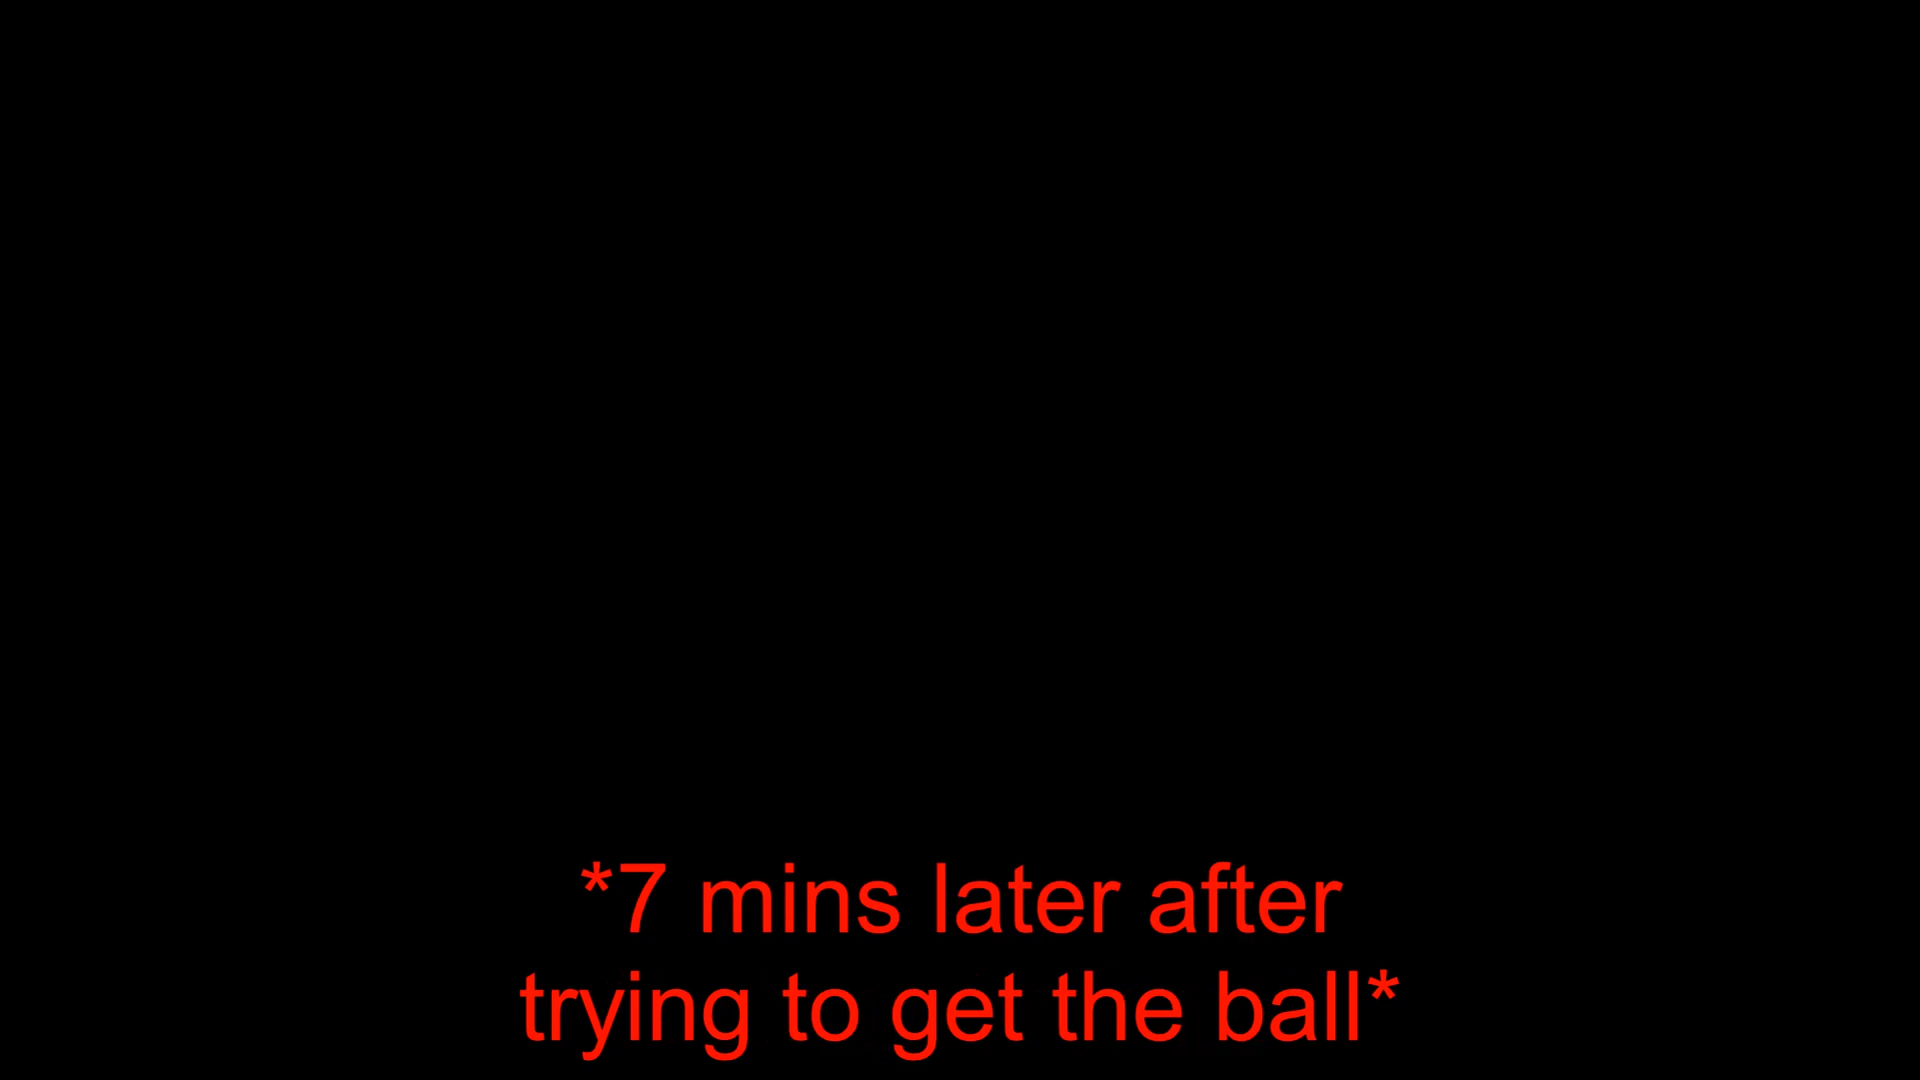 *7 mins later after
trying to get the ball*